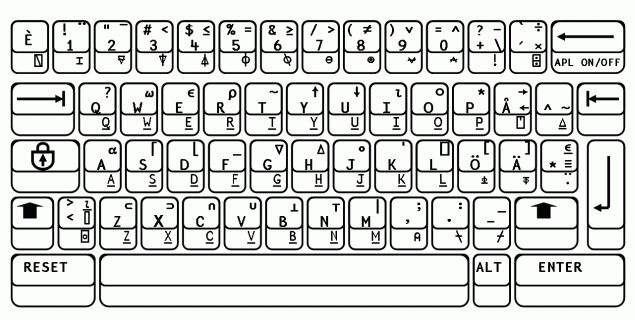 ! ¨ " ¯ # < $ ≤ % = & ≥ / > ( ≠ ) ∨ = ∧ ? - ` ÷
È 1 2 3 4 5 6 7 8 9 0 + \ ´ × ←
⍂ ⌶ ⍫ ⍒ ⍋ ⌽ ⍉ ⊖ ⍟ ⍱ ⍲ ! ⌹ APL ON/OFF
? ω ϵ ρ ~ ↑ ↓ ⍳ ○ * →
Q W E R T Y U I O P Å ← ^ ~
Q W E R T Y U I O P ⍞ ⍙
α ⌈ ⌊ _ ∇ ∆ ∘ ' ⎕ [ ] ⍷
A S D F G H J K L Ö Ä * ≡
A S D F G H J K L ⍎ ¨
> ⍸ ⊂ ⊃ ∩ ∪ ⊥ ⊤ | ; :
< Z X C V B N M , . - _
⌻ Z X C V B N M ⍝ ⍀ ⌿
RESET ALT ENTER